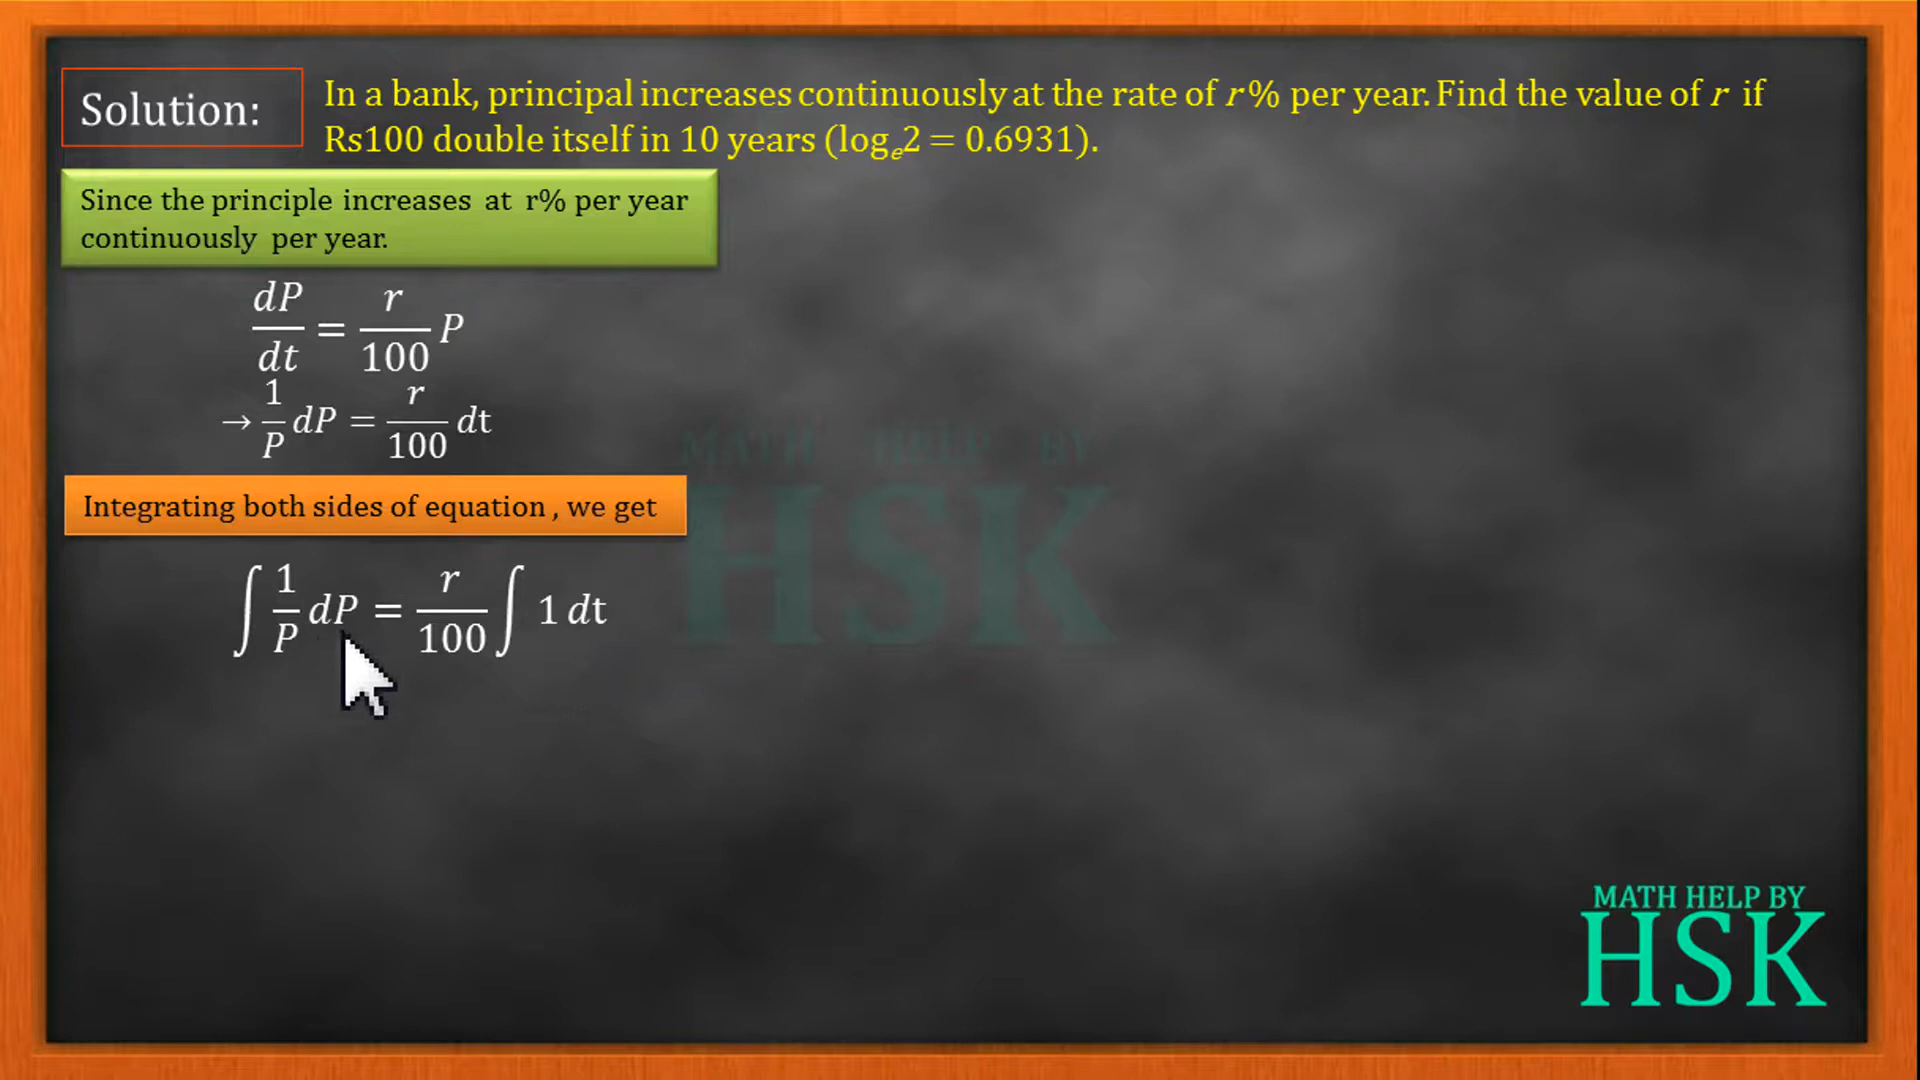 Solution:
In a bank, principal increases continuously at the rate of r% per year. Find the value of r if
Rs100 double itself in 10 years (logₑ2 = 0.6931).
Since the principle increases at r% per year
continuously per year.
dP/dt = r/100 P
→ 1/P dP = r/100 dt
Integrating both sides of equation , we get
∫ 1/P dP = r/100 ∫ 1 dt
MATH HELP BY
HSK
MATH HELP BY
HSK